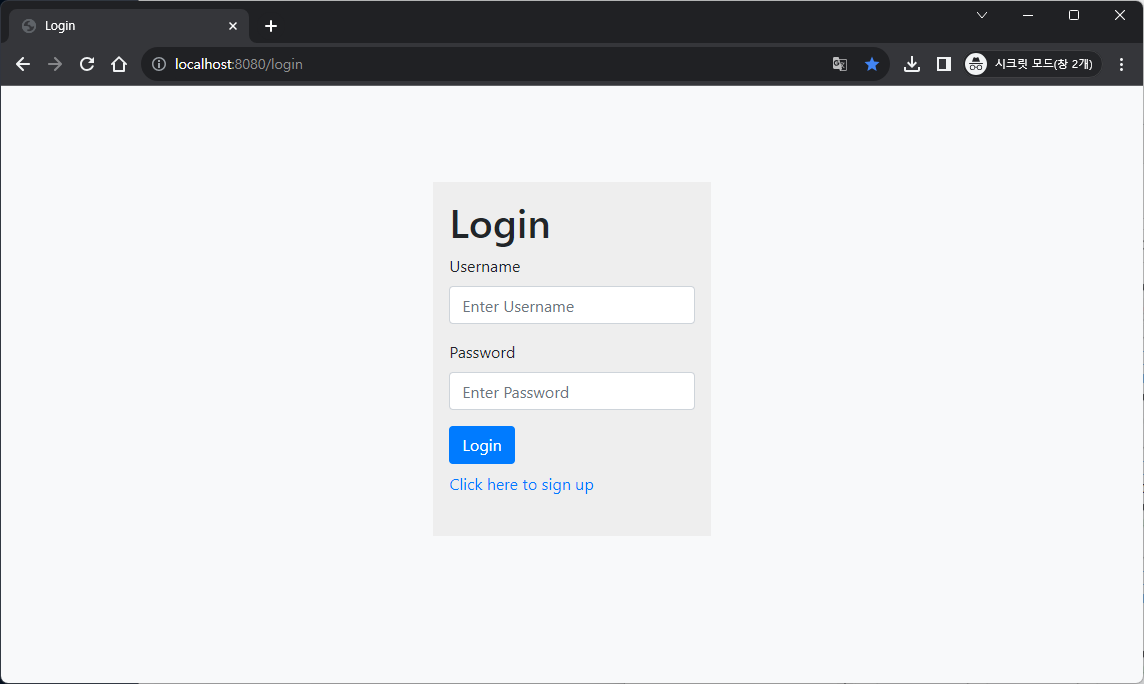 Login
localhost:8080/login
시크릿 모드(창 2개)
Login
Username
Enter Username
Password
Enter Password
Login
Click here to sign up